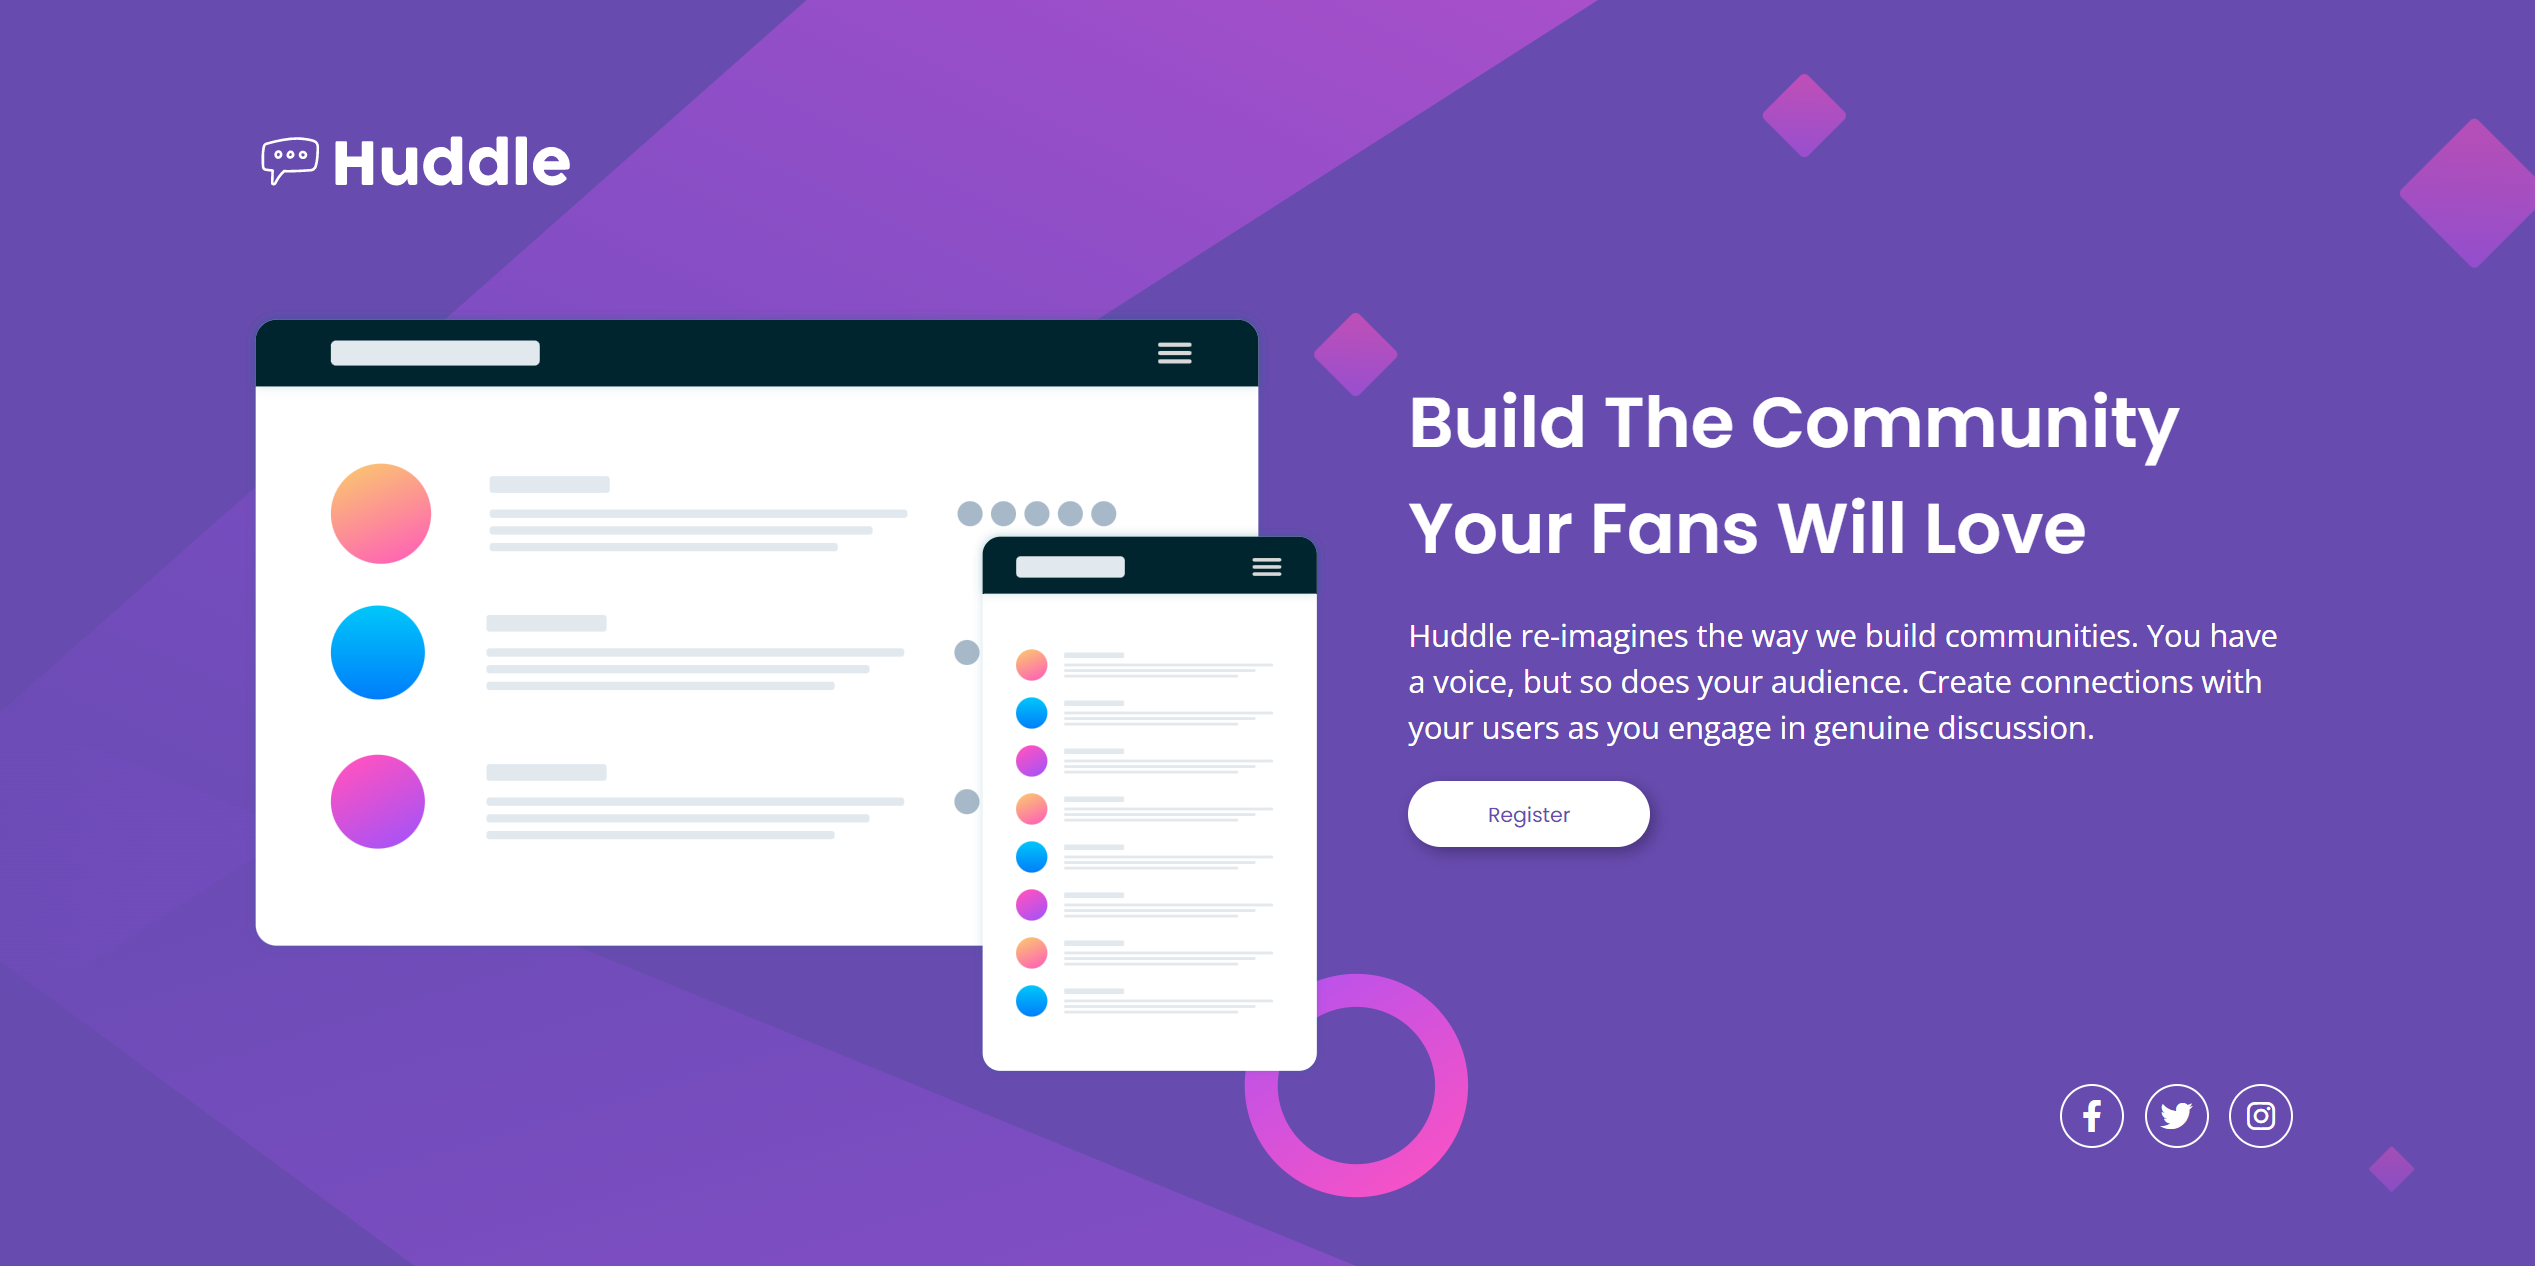 Huddle
Build The Community
Your Fans Will Love
Huddle re-imagines the way we build communities. You have
a voice, but so does your audience. Create connections with
your users as you engage in genuine discussion.
Register